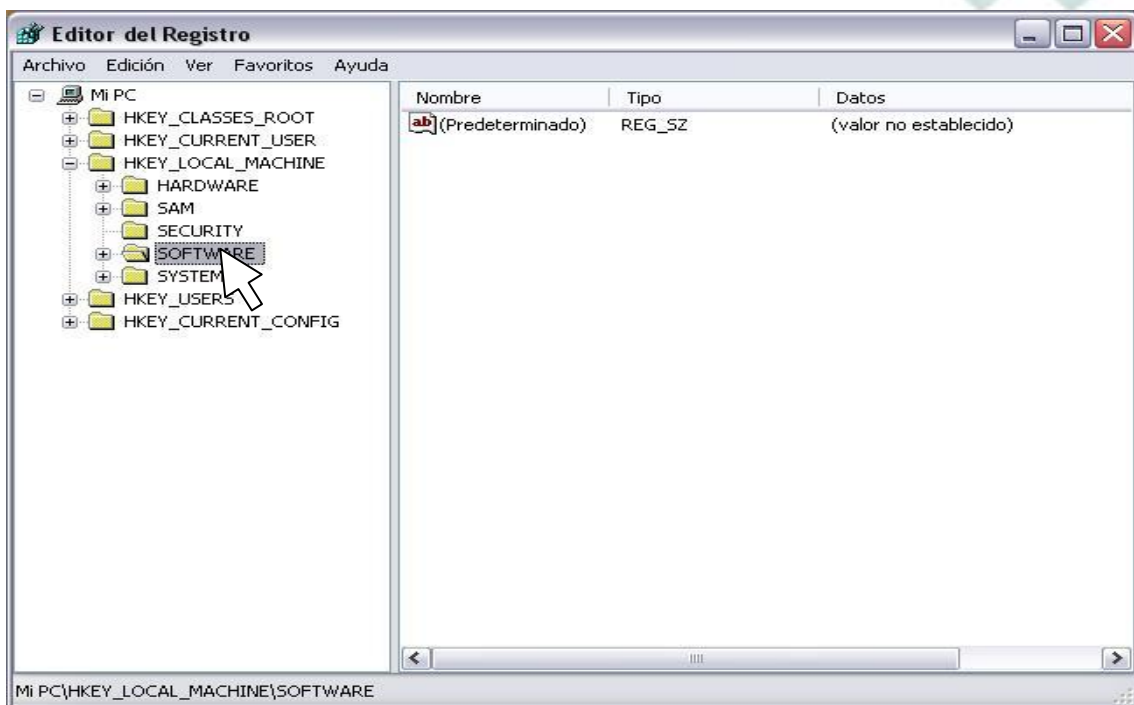 Editor del Registro
Archivo Edición Ver Favoritos Ayuda
Mi PC
HKEY_CLASSES_ROOT
HKEY_CURRENT_USER
HKEY_LOCAL_MACHINE
HARDWARE
SAM
SECURITY
SOFTWARE
SYSTEM
HKEY_USERS
HKEY_CURRENT_CONFIG
Nombre Tipo Datos
ab (Predeterminado) REG_SZ (valor no establecido)
Mi PC\HKEY_LOCAL_MACHINE\SOFTWARE